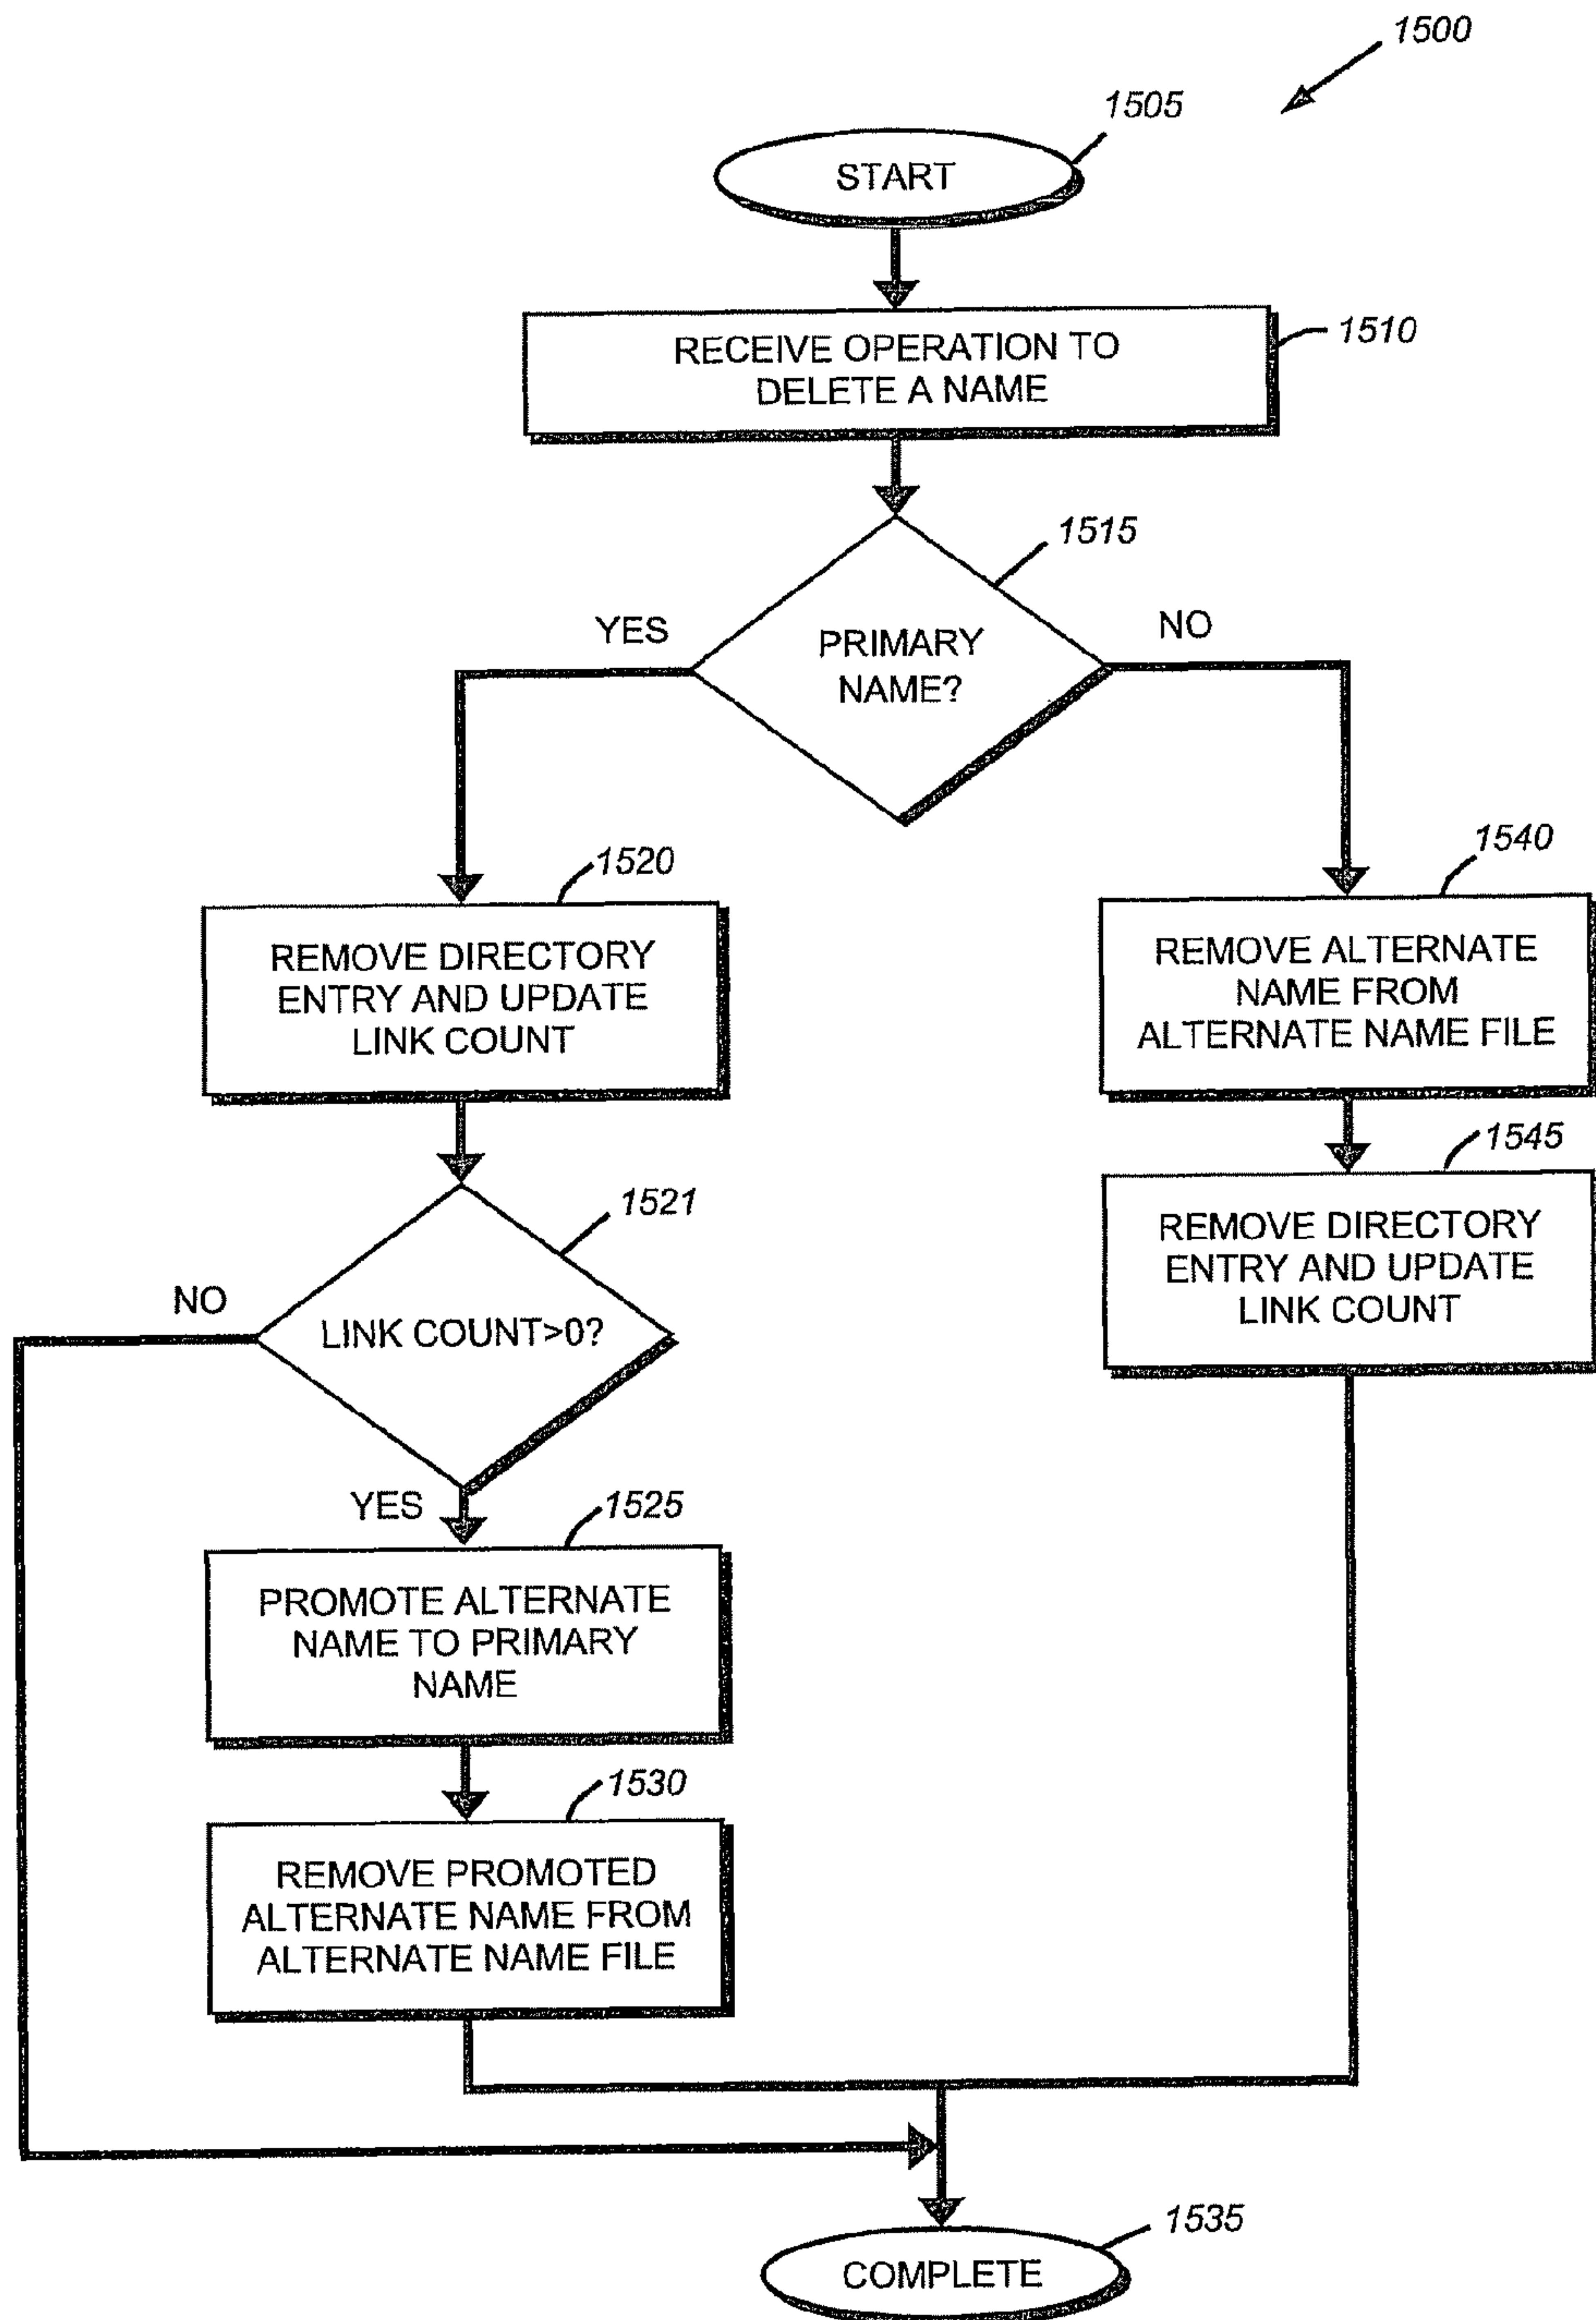 1500
1505
START
RECEIVE OPERATION TO
DELETE A NAME
1510
1515
YES
NO
PRIMARY
NAME?
1520
REMOVE DIRECTORY
ENTRY AND UPDATE
LINK COUNT
1540
REMOVE ALTERNATE
NAME FROM
ALTERNATE NAME FILE
1545
REMOVE DIRECTORY
ENTRY AND UPDATE
LINK COUNT
1521
NO
LINK COUNT>0?
YES
1525
PROMOTE ALTERNATE
NAME TO PRIMARY
NAME
1530
REMOVE PROMOTED
ALTERNATE NAME FROM
ALTERNATE NAME FILE
1535
COMPLETE